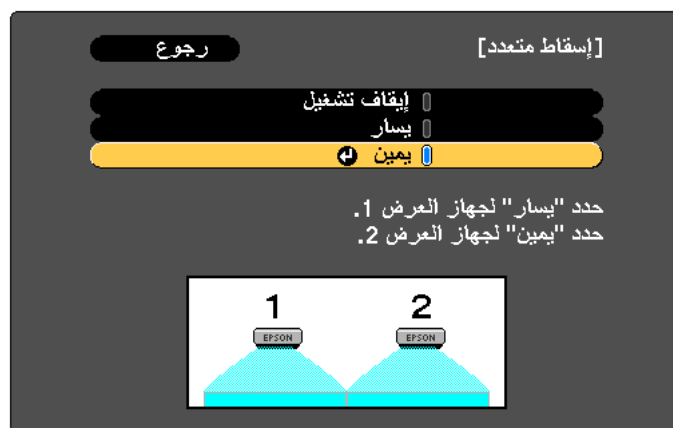 [إسقاط متعدد]
رجوع
إيقاف تشغيل
يسار
يمين
حدد "يسار" لجهاز العرض 1.
حدد "يمين" لجهاز العرض 2.
1 2
EPSON EPSON